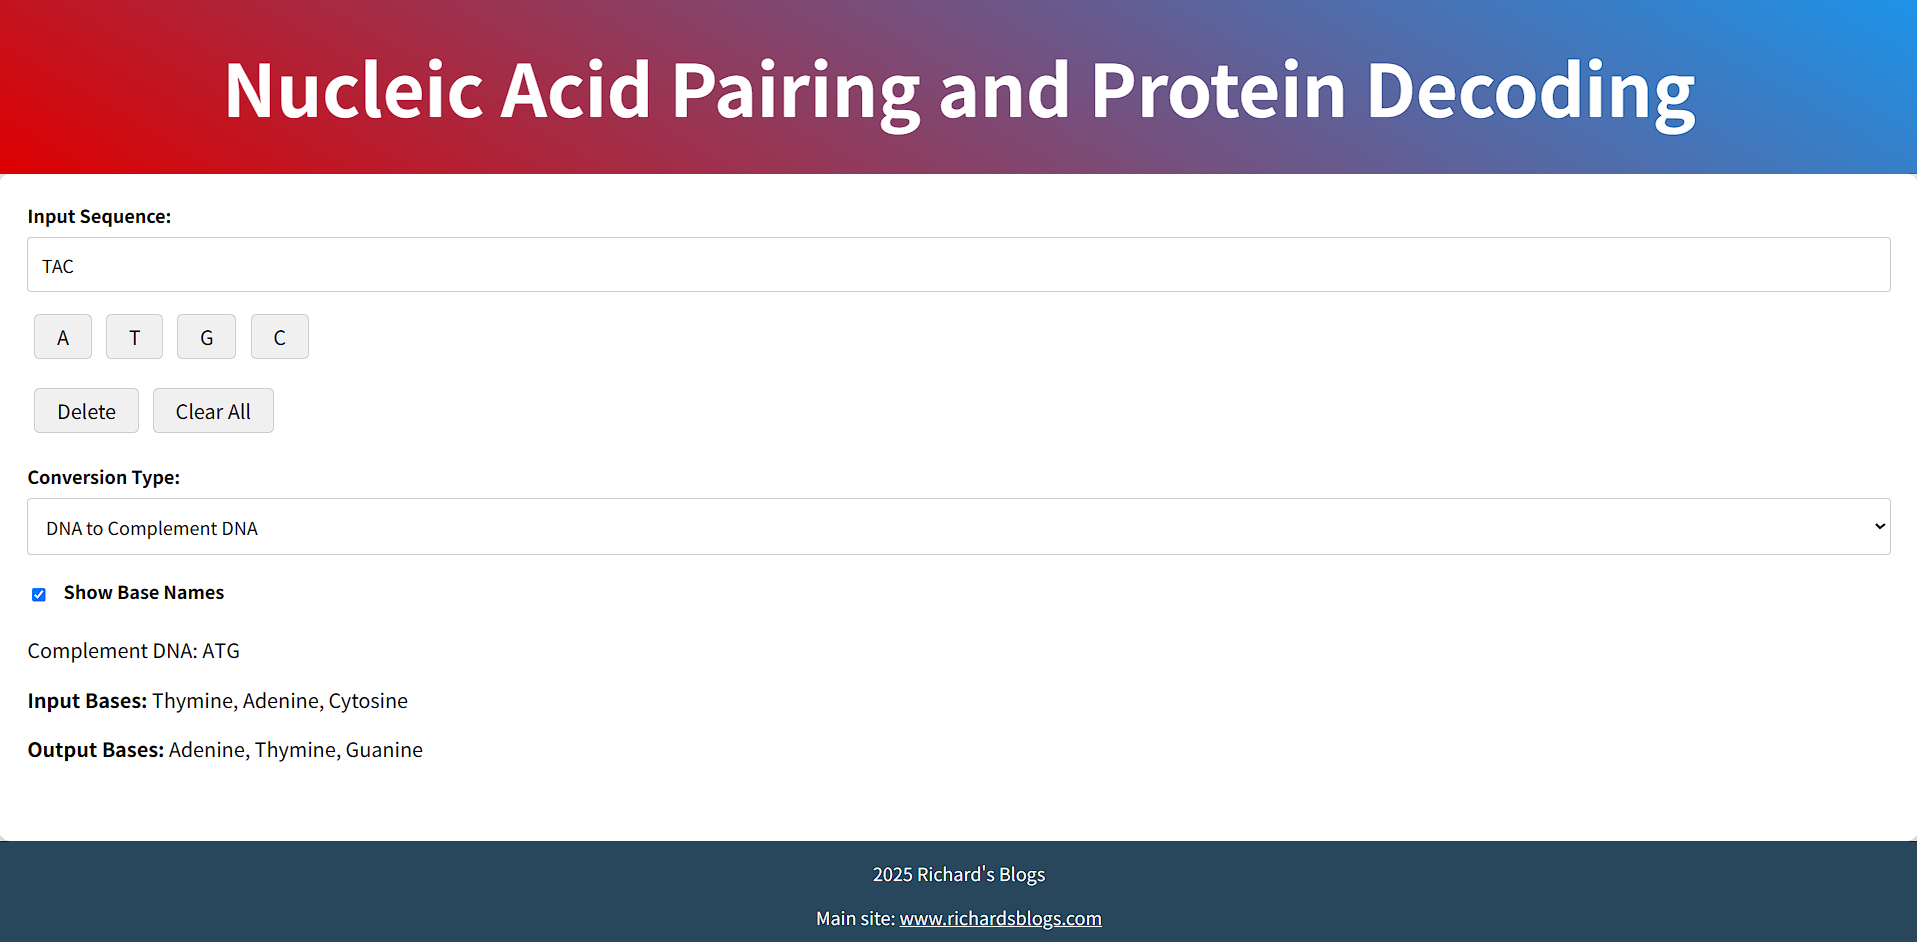 Nucleic Acid Pairing and Protein Decoding
Input Sequence:
TAC
A T G C
Delete Clear All
Conversion Type:
DNA to Complement DNA
Show Base Names
Complement DNA: ATG
Input Bases: Thymine, Adenine, Cytosine
Output Bases: Adenine, Thymine, Guanine
2025 Richard's Blogs
Main site: www.richardsblogs.com